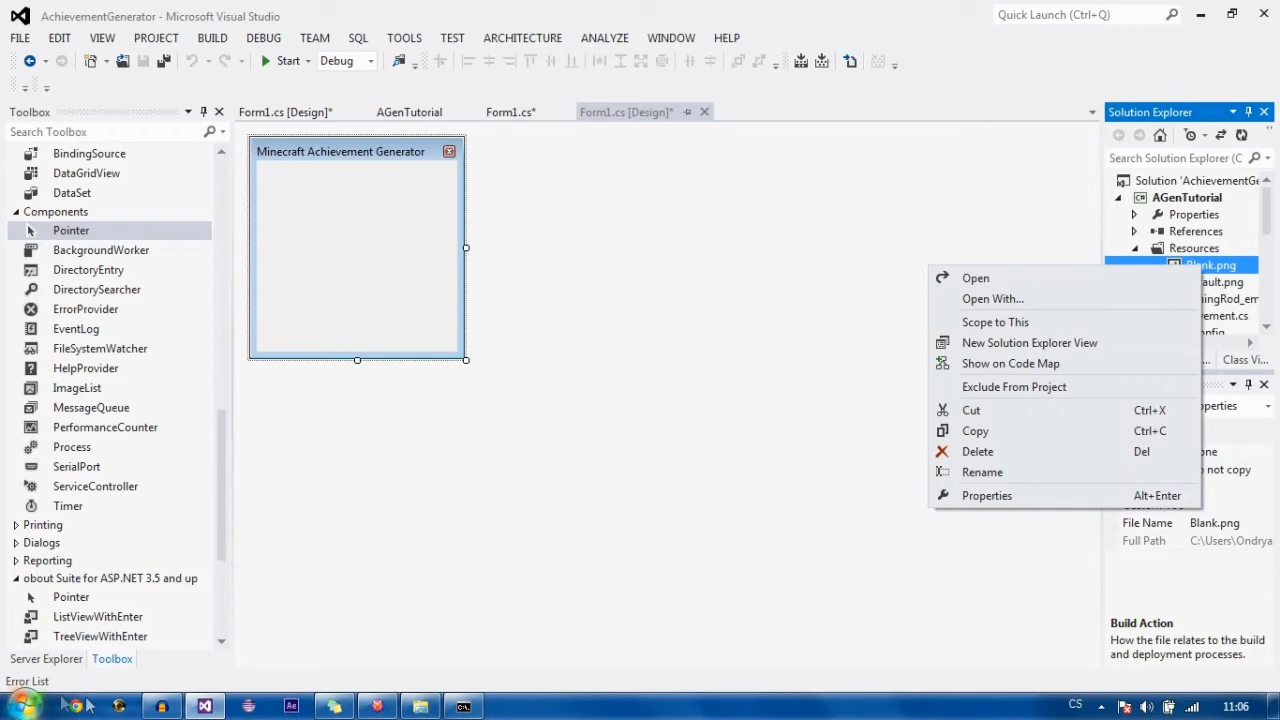 AchievementGenerator - Microsoft Visual Studio
Quick Launch (Ctrl+Q)
FILE EDIT VIEW PROJECT BUILD DEBUG TEAM SQL TOOLS TEST ARCHITECTURE ANALYZE WINDOW HELP
Start Debug
Toolbox
Form1.cs [Design]* AGenTutorial Form1.cs* Form1.cs [Design]*
Solution Explorer
Search Toolbox
Search Solution Explorer (C
BindingSource
DataGridView
DataSet
Components
Pointer
BackgroundWorker
DirectoryEntry
DirectorySearcher
ErrorProvider
EventLog
FileSystemWatcher
HelpProvider
ImageList
MessageQueue
PerformanceCounter
Process
SerialPort
ServiceController
Timer
Printing
Dialogs
Reporting
obout Suite for ASP.NET 3.5 and up
Pointer
ListViewWithEnter
TreeViewWithEnter
Server Explorer Toolbox
Error List
Minecraft Achievement Generator
Solution 'AchievementGe
AGenTutorial
Properties
References
Resources
Blank.png
ault.png
ingRod_em
vement.cs
onfig
Class Vi...
Open
Open With...
Scope to This
New Solution Explorer View
Show on Code Map
Exclude From Project
Cut Ctrl+X
Copy Ctrl+C
Delete Del
Rename
Properties Alt+Enter
perties
one
o not copy
File Name Blank.png
Full Path C:\Users\Ondrya
Build Action
How the file relates to the build
and deployment processes.
Ae
CS
11:06